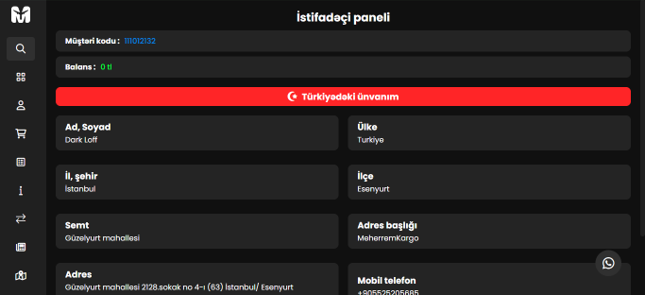 İstifadəçi paneli
Müştəri kodu : 111012132
Balans : 0 tl
Türkiyədəki ünvanım
Ad, Soyad
Dark Loff
Ülke
Turkiye
İl, şehir
İstanbul
İlçe
Esenyurt
Semt
Güzelyurt mahallesi
Adres başlığı
MeherremKargo
Adres
Güzelyurt mahallesi 2128.sokak no 4-ı (63) İstanbul/ Esenyurt
Mobil telefon
+905525205685